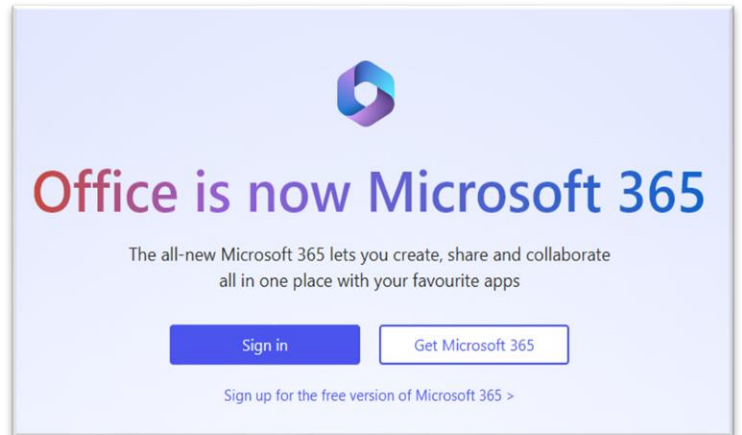 Office is now Microsoft 365
The all-new Microsoft 365 lets you create, share and collaborate
all in one place with your favourite apps
Sign in
Get Microsoft 365
Sign up for the free version of Microsoft 365 >